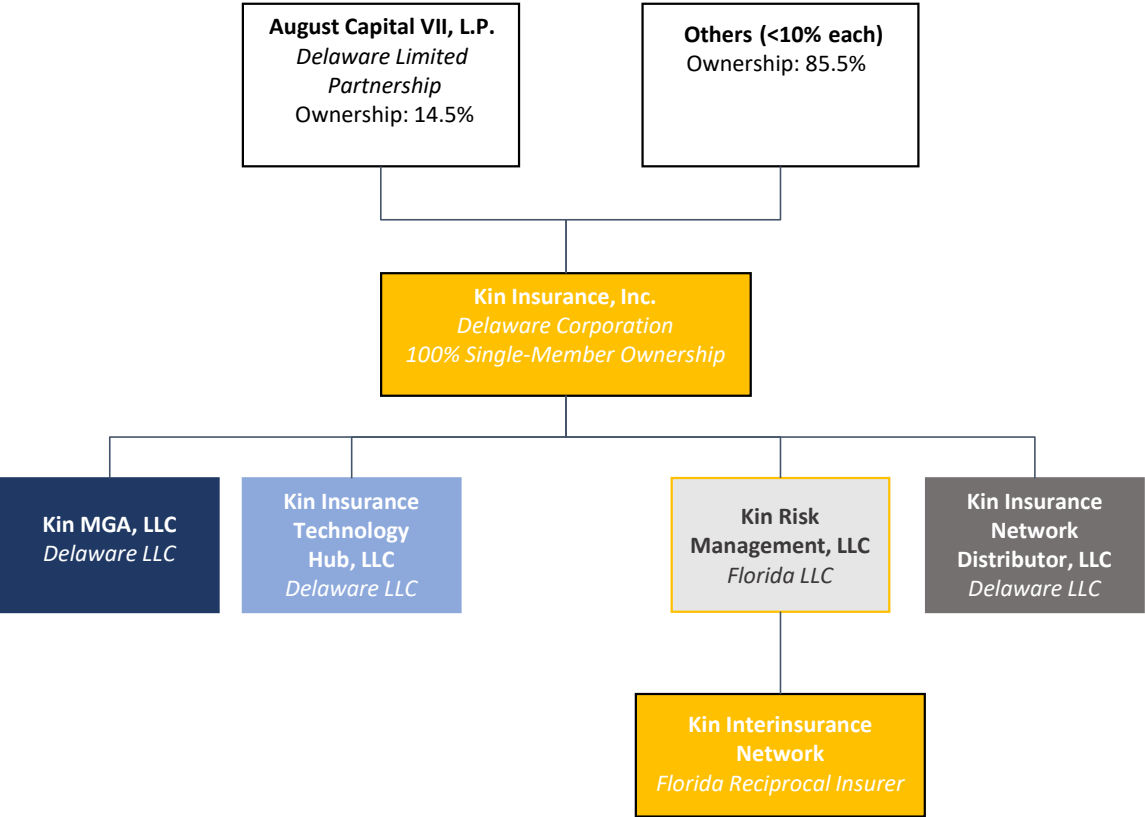 August Capital VII, L.P.
Delaware Limited
Partnership
Ownership: 14.5%
Others (<10% each)
Ownership: 85.5%
Kin Insurance, Inc.
Delaware Corporation
100% Single-Member Ownership
Kin MGA, LLC
Delaware LLC
Kin Insurance
Technology
Hub, LLC
Delaware LLC
Kin Risk
Management, LLC
Florida LLC
Kin Insurance
Network
Distributor, LLC
Delaware LLC
Kin Interinsurance
Network
Florida Reciprocal Insurer